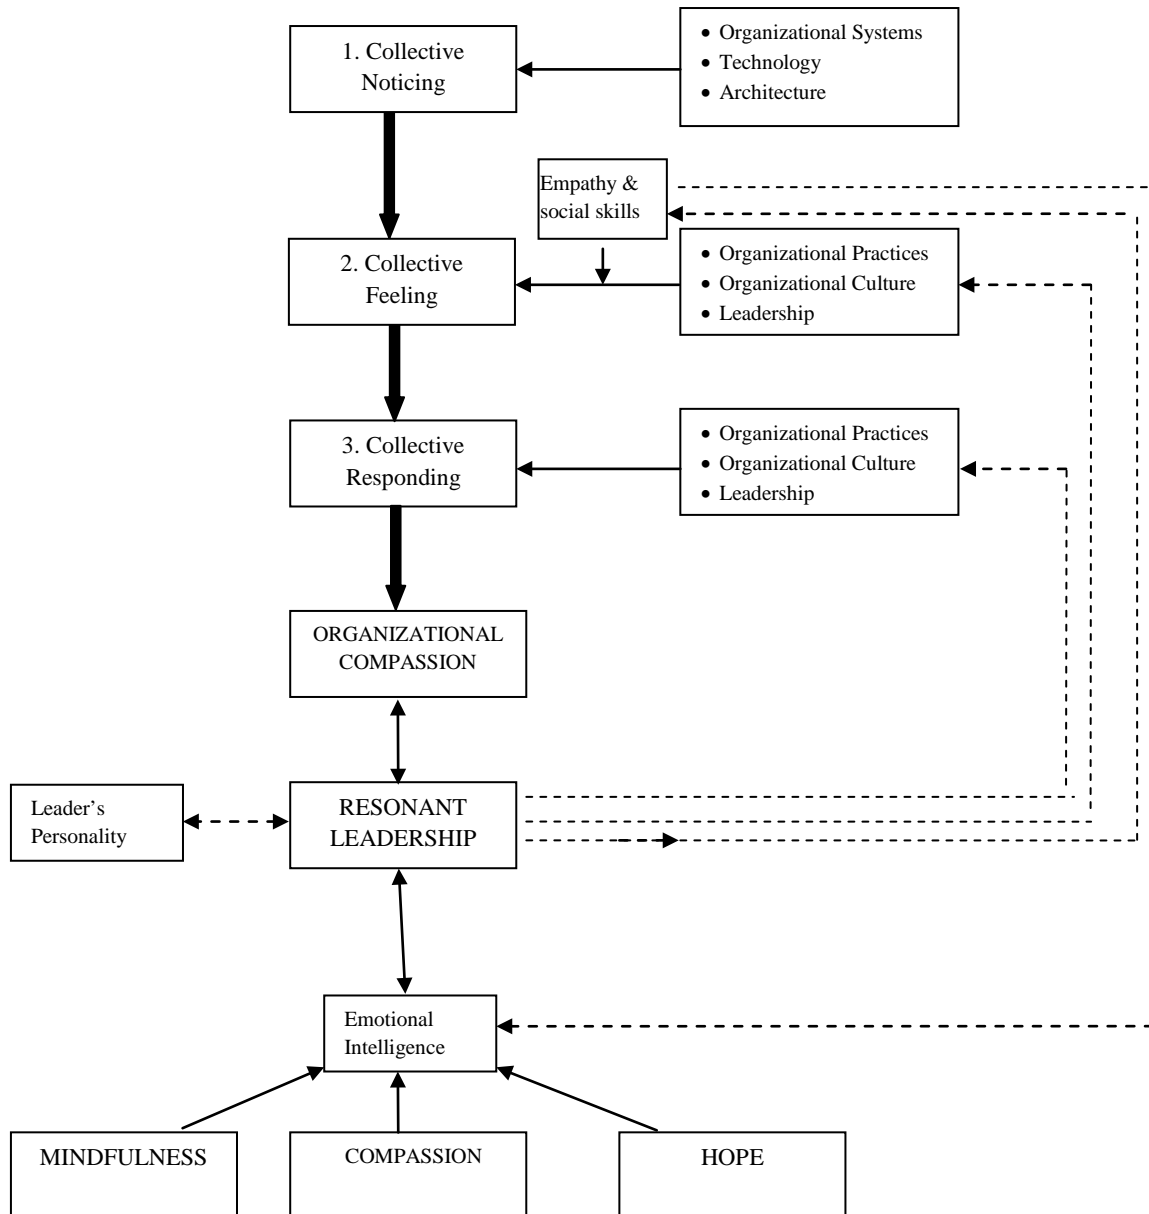 1. Collective
Noticing
• Organizational Systems
• Technology
• Architecture
Empathy &
social skills
2. Collective
Feeling
• Organizational Practices
• Organizational Culture
• Leadership
3. Collective
Responding
• Organizational Practices
• Organizational Culture
• Leadership
ORGANIZATIONAL
COMPASSION
Leader’s
Personality
RESONANT
LEADERSHIP
Emotional
Intelligence
MINDFULNESS
COMPASSION
HOPE